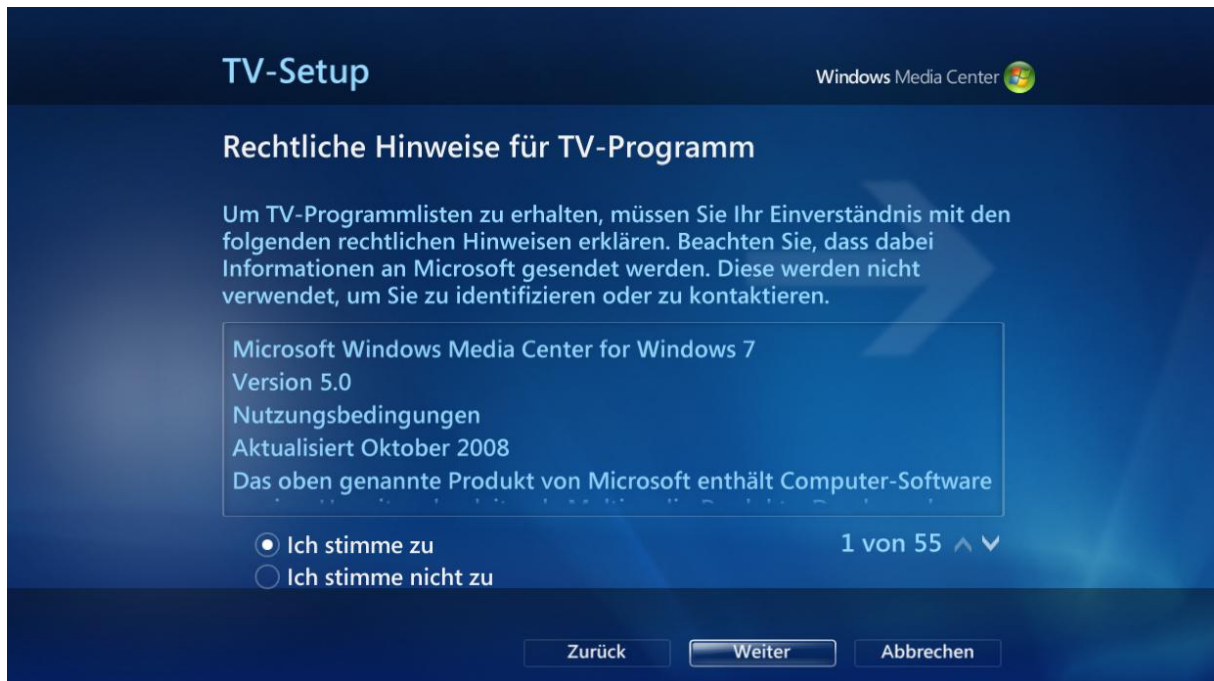 TV-Setup
Windows Media Center
Rechtliche Hinweise für TV-Programm
Um TV-Programmlisten zu erhalten, müssen Sie Ihr Einverständnis mit den
folgenden rechtlichen Hinweisen erklären. Beachten Sie, dass dabei
Informationen an Microsoft gesendet werden. Diese werden nicht
verwendet, um Sie zu identifizieren oder zu kontaktieren.
Microsoft Windows Media Center for Windows 7
Version 5.0
Nutzungsbedingungen
Aktualisiert Oktober 2008
Das oben genannte Produkt von Microsoft enthält Computer-Software
Ich stimme zu
1 von 55
Ich stimme nicht zu
Zurück
Weiter
Abbrechen